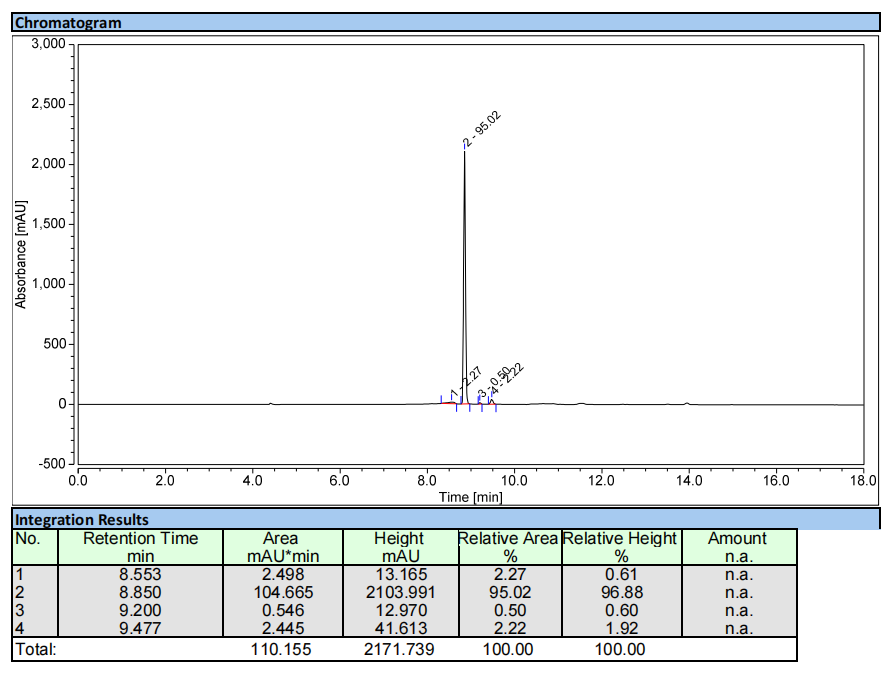 Chromatogram
3,000
2,500
2,000
1,500
1,000
500
0
-500
Absorbance [mAU]
1 - 2.27
2 - 95.02
3 - 0.50
4 - 2.22
0.0 2.0 4.0 6.0 8.0 10.0 12.0 14.0 16.0 18.0
Time [min]
Integration Results
No. Retention Time Area Height Relative Area Relative Height Amount
min mAU*min mAU % % n.a.
1 8.553 2.498 13.165 2.27 0.61 n.a.
2 8.850 104.665 2103.991 95.02 96.88 n.a.
3 9.200 0.546 12.970 0.50 0.60 n.a.
4 9.477 2.445 41.613 2.22 1.92 n.a.
Total: 110.155 2171.739 100.00 100.00